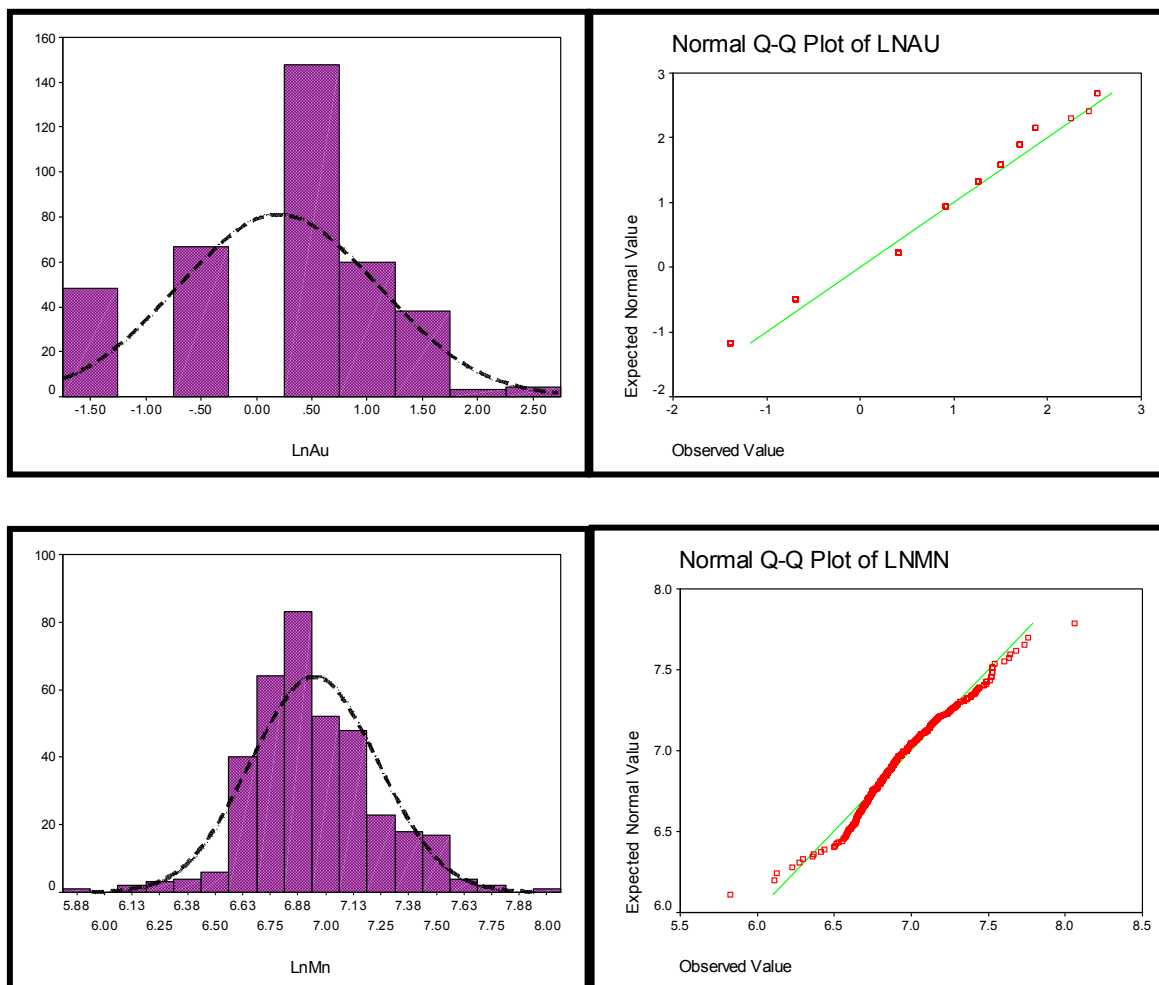 160
140
120
100
80
60
40
20
0
-1.50 -1.00 -.50 0.00 .50 1.00 1.50 2.00 2.50
LnAu
Normal Q-Q Plot of LNAU
Expected Normal Value
3
2
1
0
-1
-2
-2 -1 0 1 2 3
Observed Value
100
80
60
40
20
0
5.88 6.13 6.38 6.63 6.88 7.13 7.38 7.63 7.88
6.00 6.25 6.50 6.75 7.00 7.25 7.50 7.75 8.00
LnMn
Normal Q-Q Plot of LNMN
Expected Normal Value
8.0
7.5
7.0
6.5
6.0
5.5 6.0 6.5 7.0 7.5 8.0 8.5
Observed Value